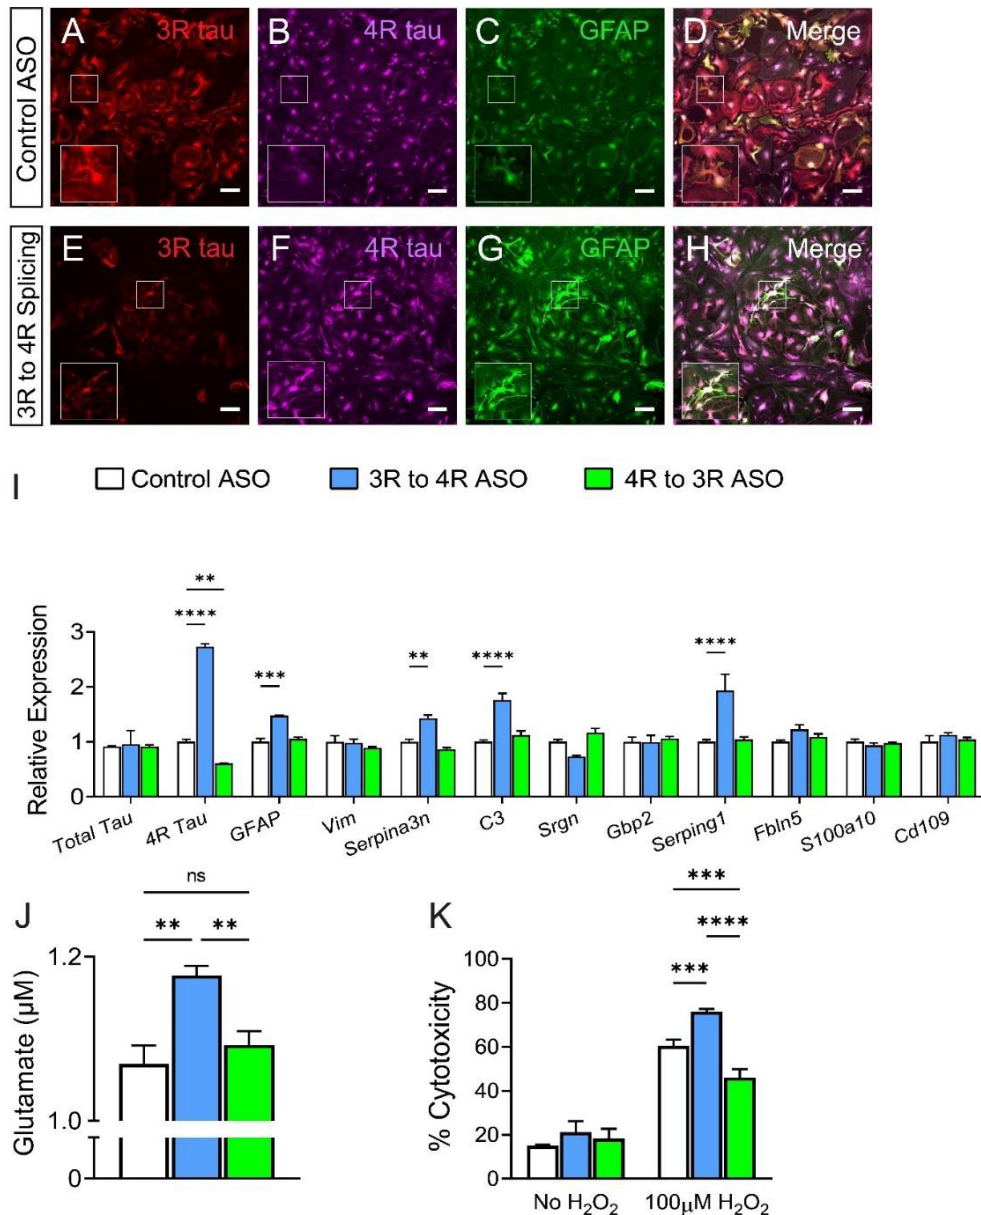 Control ASO
A 3R tau
B 4R tau
C GFAP
D Merge
3R to 4R Splicing
E 3R tau
F 4R tau
G GFAP
H Merge
I
Control ASO 3R to 4R ASO 4R to 3R ASO
Relative Expression
3
2
1
0
**
****
***
**
****
****
Total Tau 4R Tau GFAP Vim Serpina3n C3 Srgn Gbp2 Serping1 Fbln5 S100a10 Cd109
J
ns
** **
Glutamate (µM)
1.2
1.0
0
K
***
****
***
% Cytotoxicity
100
80
60
40
20
0
No H₂O₂ 100µM H₂O₂